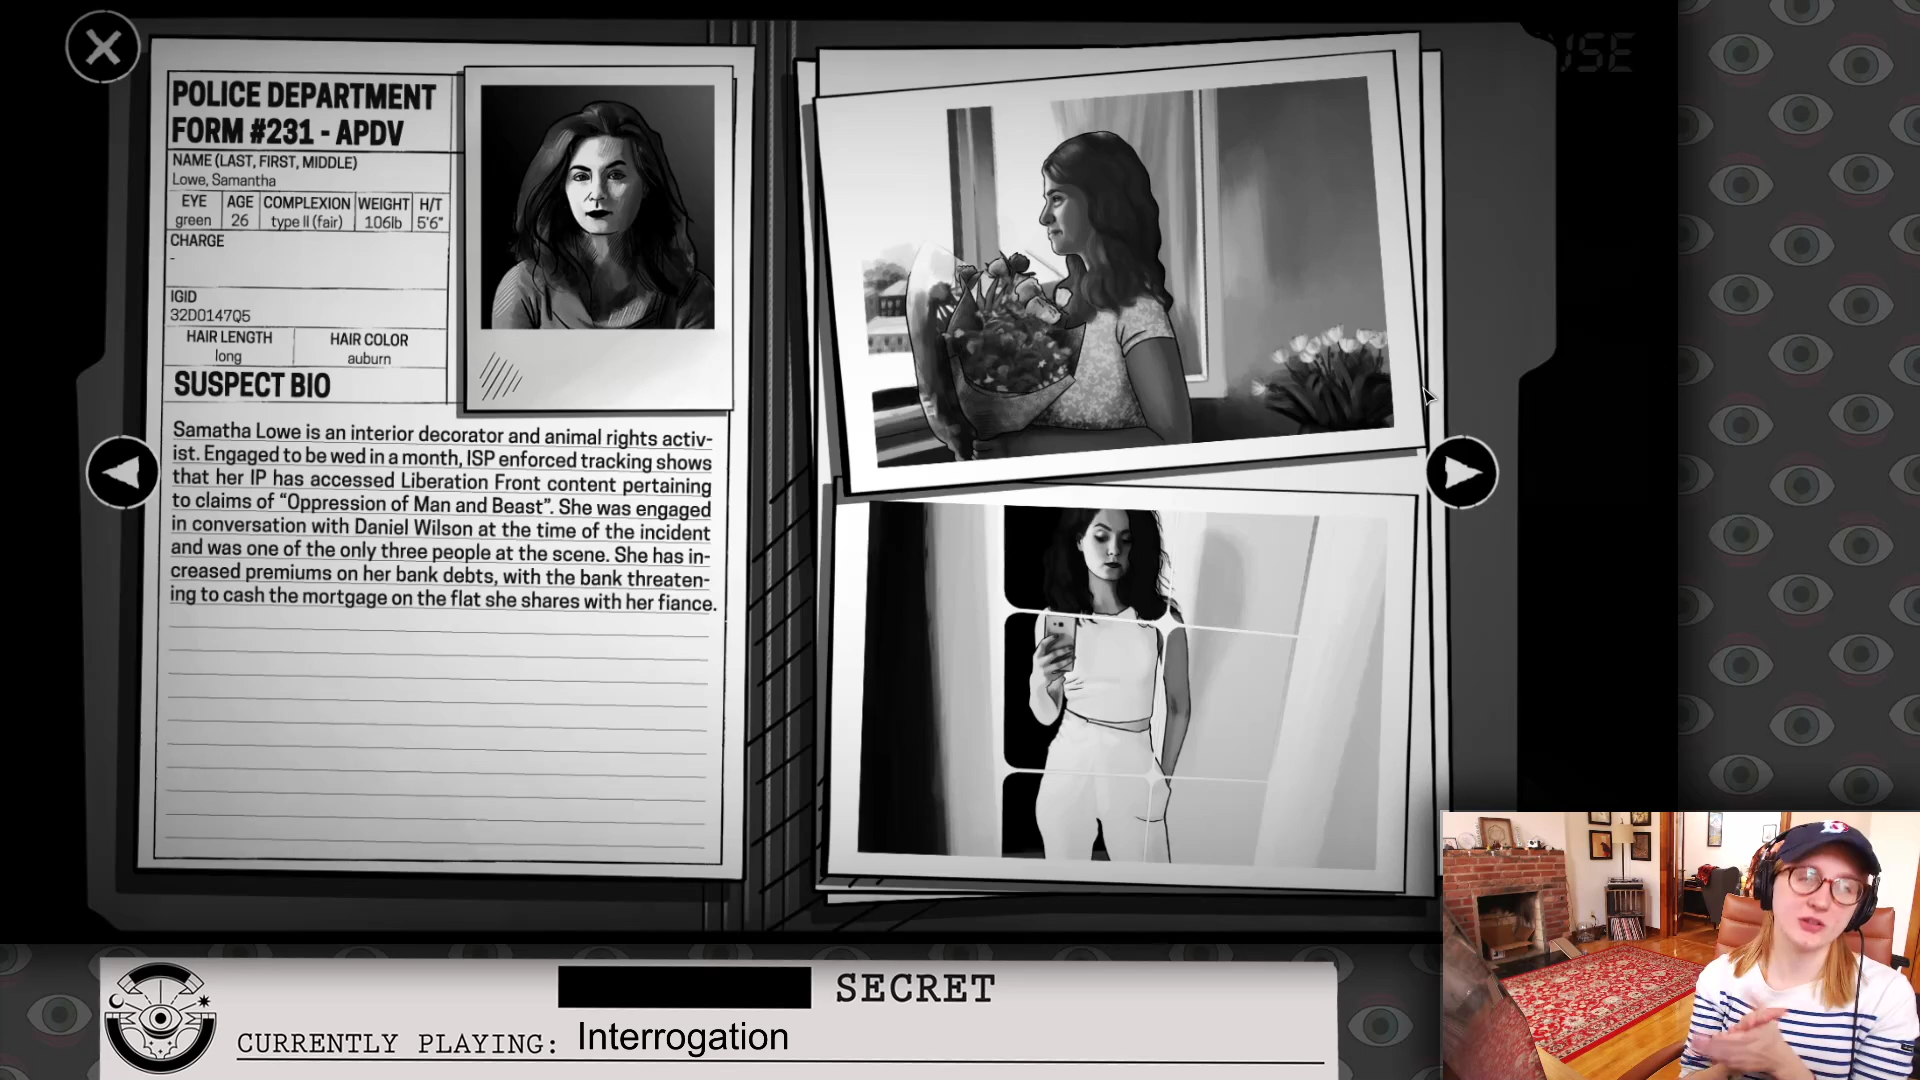 POLICE DEPARTMENT
FORM #231 - APDV
NAME (LAST, FIRST, MIDDLE)
Lowe, Samantha
EYE AGE COMPLEXION WEIGHT H/T
green 26 type II (fair) 106lb 5'6"
CHARGE
-
IGID
32D0147Q5
HAIR LENGTH HAIR COLOR
long auburn
SUSPECT BIO
Samatha Lowe is an interior decorator and animal rights activ-
ist. Engaged to be wed in a month, ISP enforced tracking shows
that her IP has accessed Liberation Front content pertaining
to claims of “Oppression of Man and Beast”. She was engaged
in conversation with Daniel Wilson at the time of the incident
and was one of the only three people at the scene. She has in-
creased premiums on her bank debts, with the bank threaten-
ing to cash the mortgage on the flat she shares with her fiance.
SECRET
CURRENTLY PLAYING: Interrogation